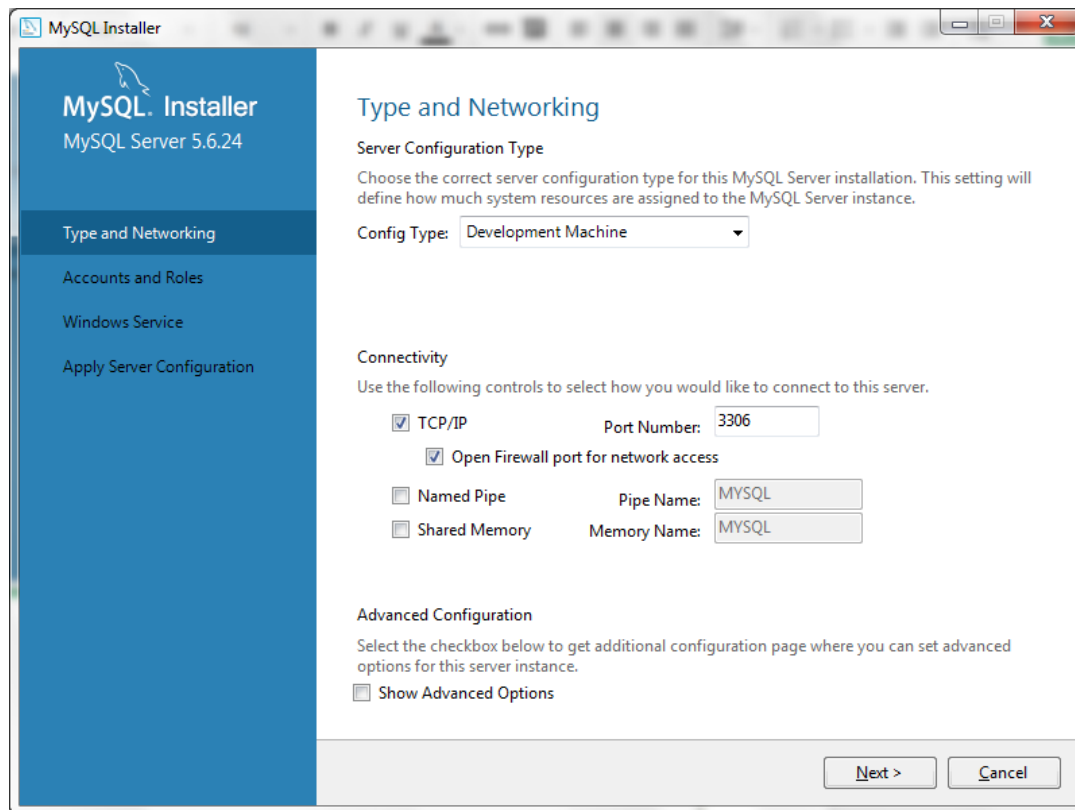 MySQL Installer
MySQL. Installer
MySQL Server 5.6.24
Type and Networking
Accounts and Roles
Windows Service
Apply Server Configuration
Type and Networking
Server Configuration Type
Choose the correct server configuration type for this MySQL Server installation. This setting will
define how much system resources are assigned to the MySQL Server instance.
Config Type: Development Machine
Connectivity
Use the following controls to select how you would like to connect to this server.
TCP/IP Port Number: 3306
Open Firewall port for network access
Named Pipe Pipe Name: MYSQL
Shared Memory Memory Name: MYSQL
Advanced Configuration
Select the checkbox below to get additional configuration page where you can set advanced
options for this server instance.
Show Advanced Options
Next > Cancel